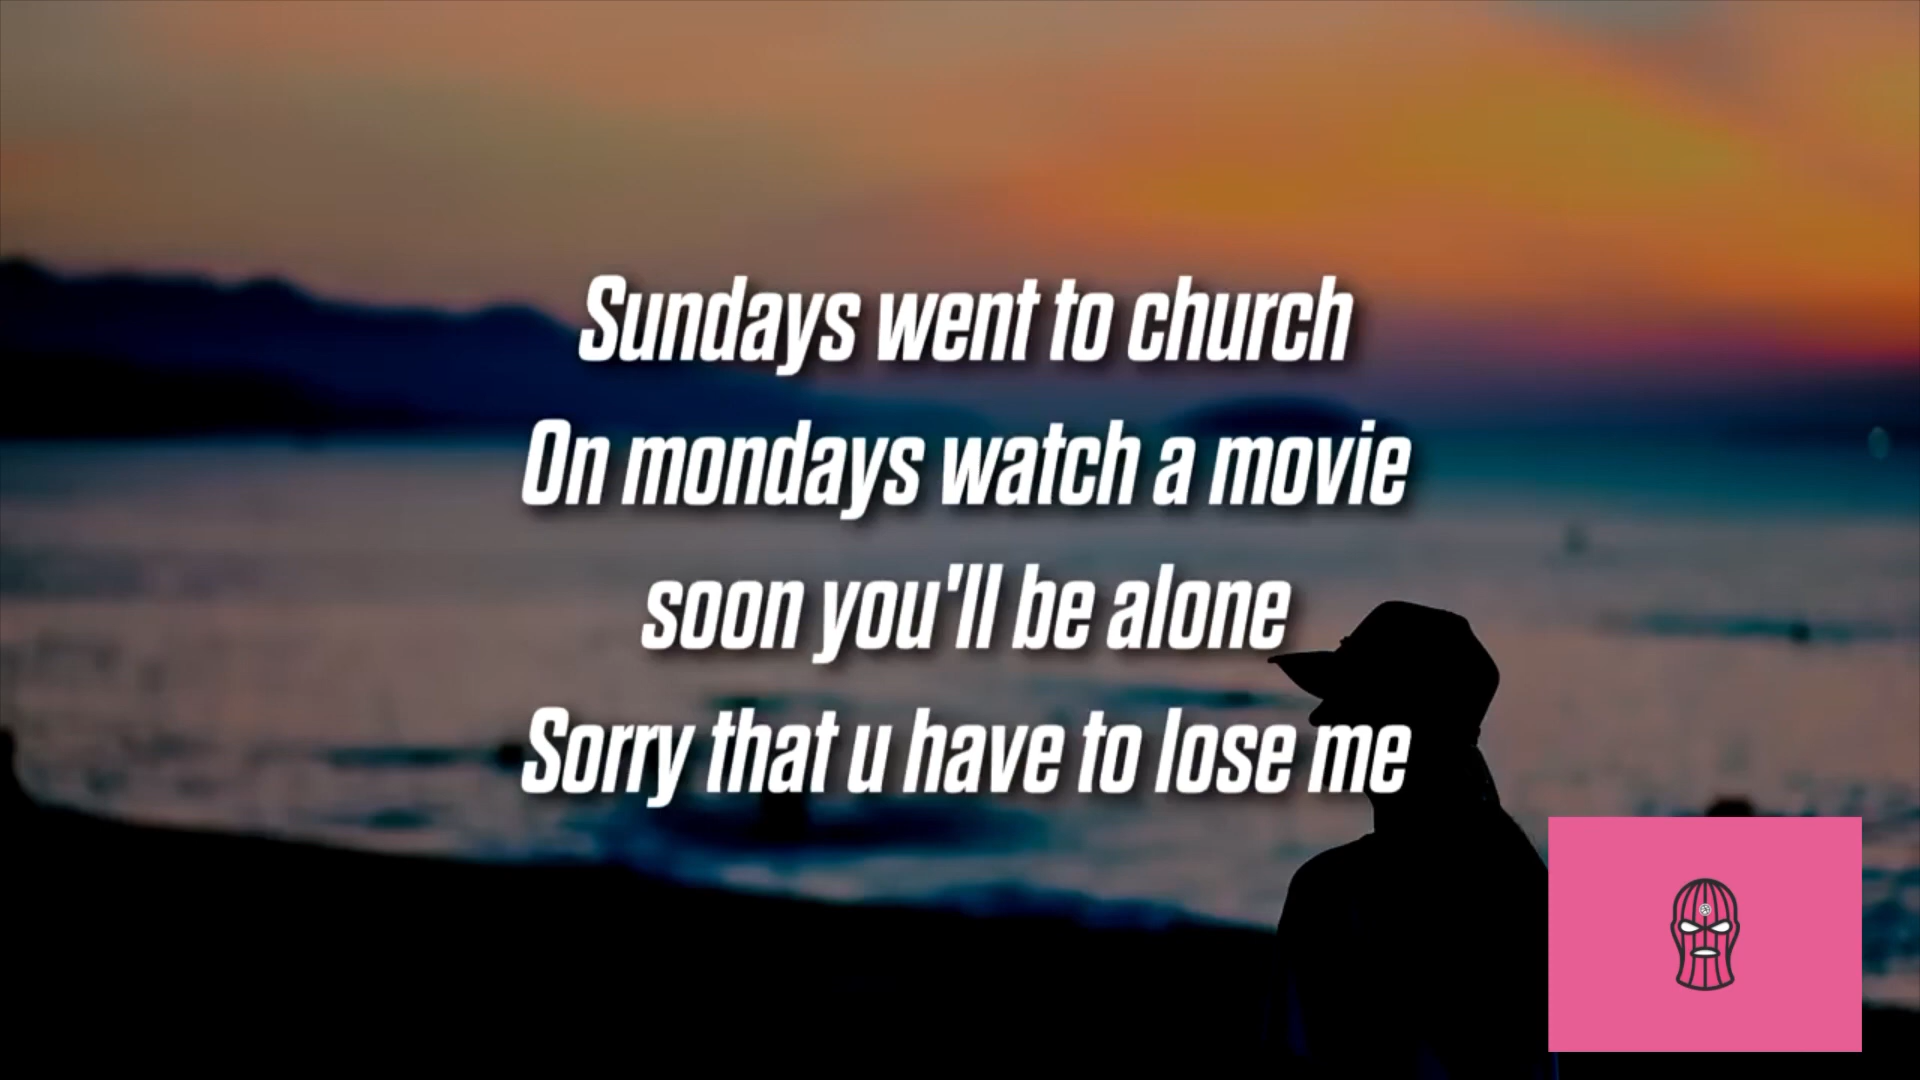 Sundays went to church
On mondays watch a movie
soon you'll be alone
Sorry that u have to lose me